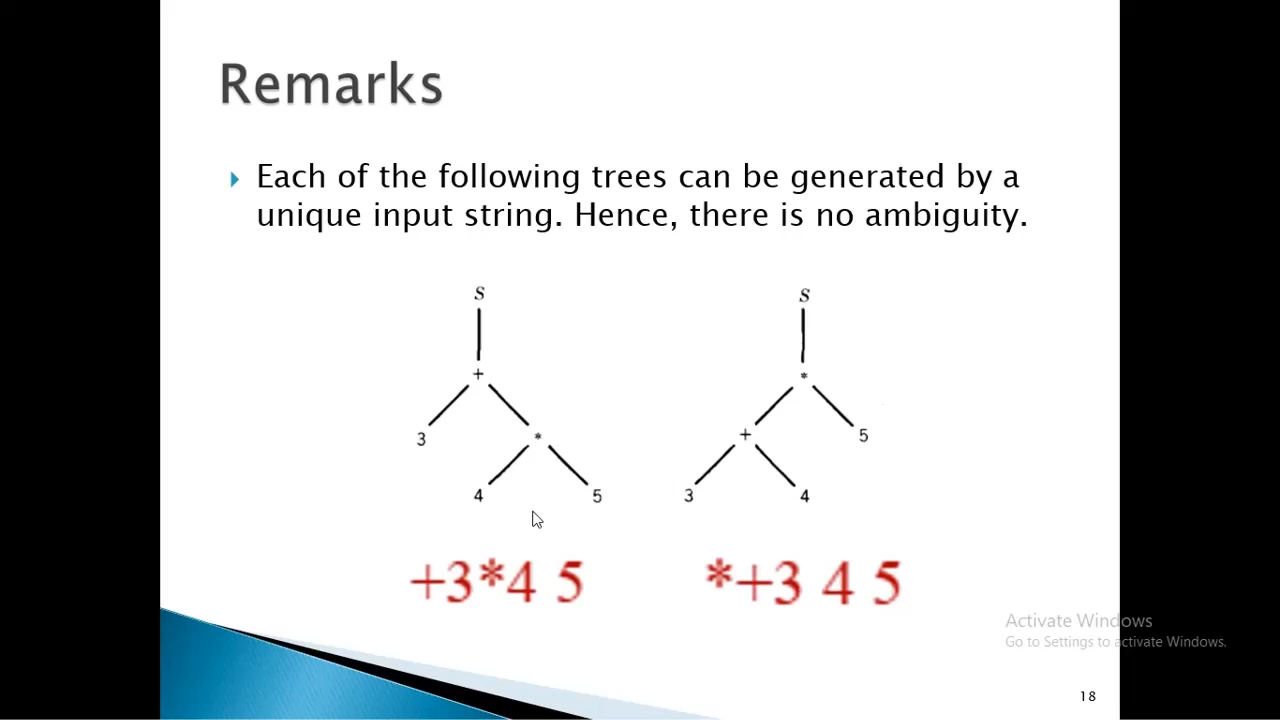 Remarks
Each of the following trees can be generated by a
unique input string. Hence, there is no ambiguity.
S
+
3
*
4
5
S
*
+
5
3
4
+3*4 5
*+3 4 5
Activate Windows
Go to Settings to activate Windows.
18